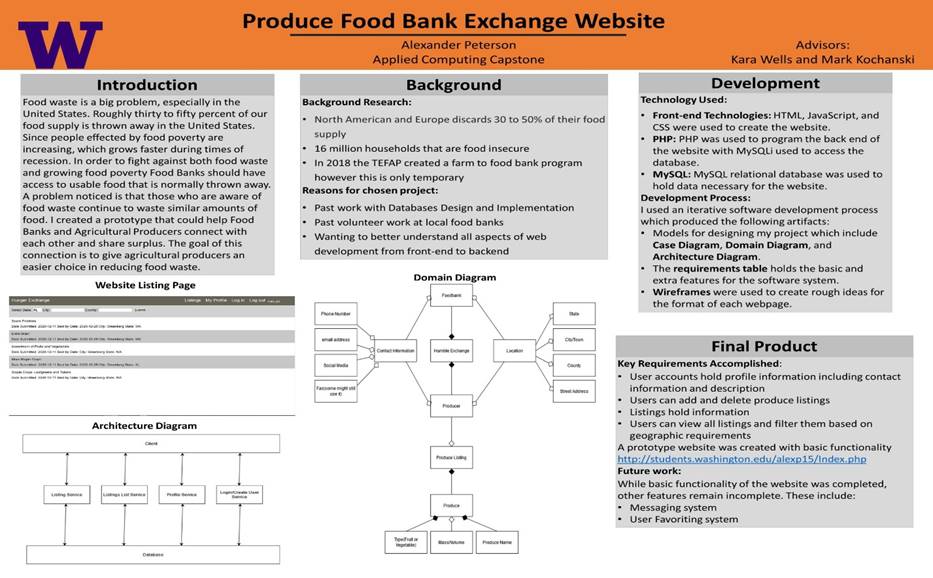 W
Produce Food Bank Exchange Website
Alexander Peterson
Applied Computing Capstone
Advisors:
Kara Wells and Mark Kochanski
Introduction
Food waste is a big problem, especially in the
United States. Roughly thirty to fifty percent of our
food supply is thrown away in the United States.
Since people effected by food poverty are
increasing, which grows faster during times of
recession. In order to fight against both food waste
and growing food poverty Food Banks should have
access to usable food that is normally thrown away.
A problem noticed is that those who are aware of
food waste continue to waste similar amounts of
food. I created a prototype that could help Food
Banks and Agricultural Producers connect with
each other and share surplus. The goal of this
connection is to give agricultural producers an
easier choice in reducing food waste.
Website Listing Page
Hunger Exchange
Listings My Profile Log in Log out
Architecture Diagram
Client
Listing Service
Listings List Service
Profile Service
Login/Create User
Service
Database
Background
Background Research:
• North American and Europe discards 30 to 50% of their food
supply
• 16 million households that are food insecure
• In 2018 the TEFAP created a farm to food bank program
however this is only temporary
Reasons for chosen project:
• Past work with Databases Design and Implementation
• Past volunteer work at local food banks
• Wanting to better understand all aspects of web
development from front-end to backend
Domain Diagram
Foodbank
Phone Number
email address
Social Media
Fax(some might still
use it)
Contact Information
Humble Exchange
Location
State
City/Town
County
Street Address
Producer
Produce Listing
Produce
Type(Fruit or
Vegetable)
Mass/Volume
Produce Name
Development
Technology Used:
• Front-end Technologies: HTML, JavaScript, and
CSS were used to create the website.
• PHP: PHP was used to program the back end of
the website with MySQLi used to access the
database.
• MySQL: MySQL relational database was used to
hold data necessary for the website.
Development Process:
I used an iterative software development process
which produced the following artifacts:
• Models for designing my project which include
Case Diagram, Domain Diagram, and
Architecture Diagram.
• The requirements table holds the basic and
extra features for the software system.
• Wireframes were used to create rough ideas for
the format of each webpage.
Final Product
Key Requirements Accomplished:
• User accounts hold profile information including contact
information and description
• Users can add and delete produce listings
• Listings hold information
• Users can view all listings and filter them based on
geographic requirements
A prototype website was created with basic functionality
http://students.washington.edu/alexp15/Index.php
Future work:
While basic functionality of the website was completed,
other features remain incomplete. These include:
• Messaging system
• User Favoriting system